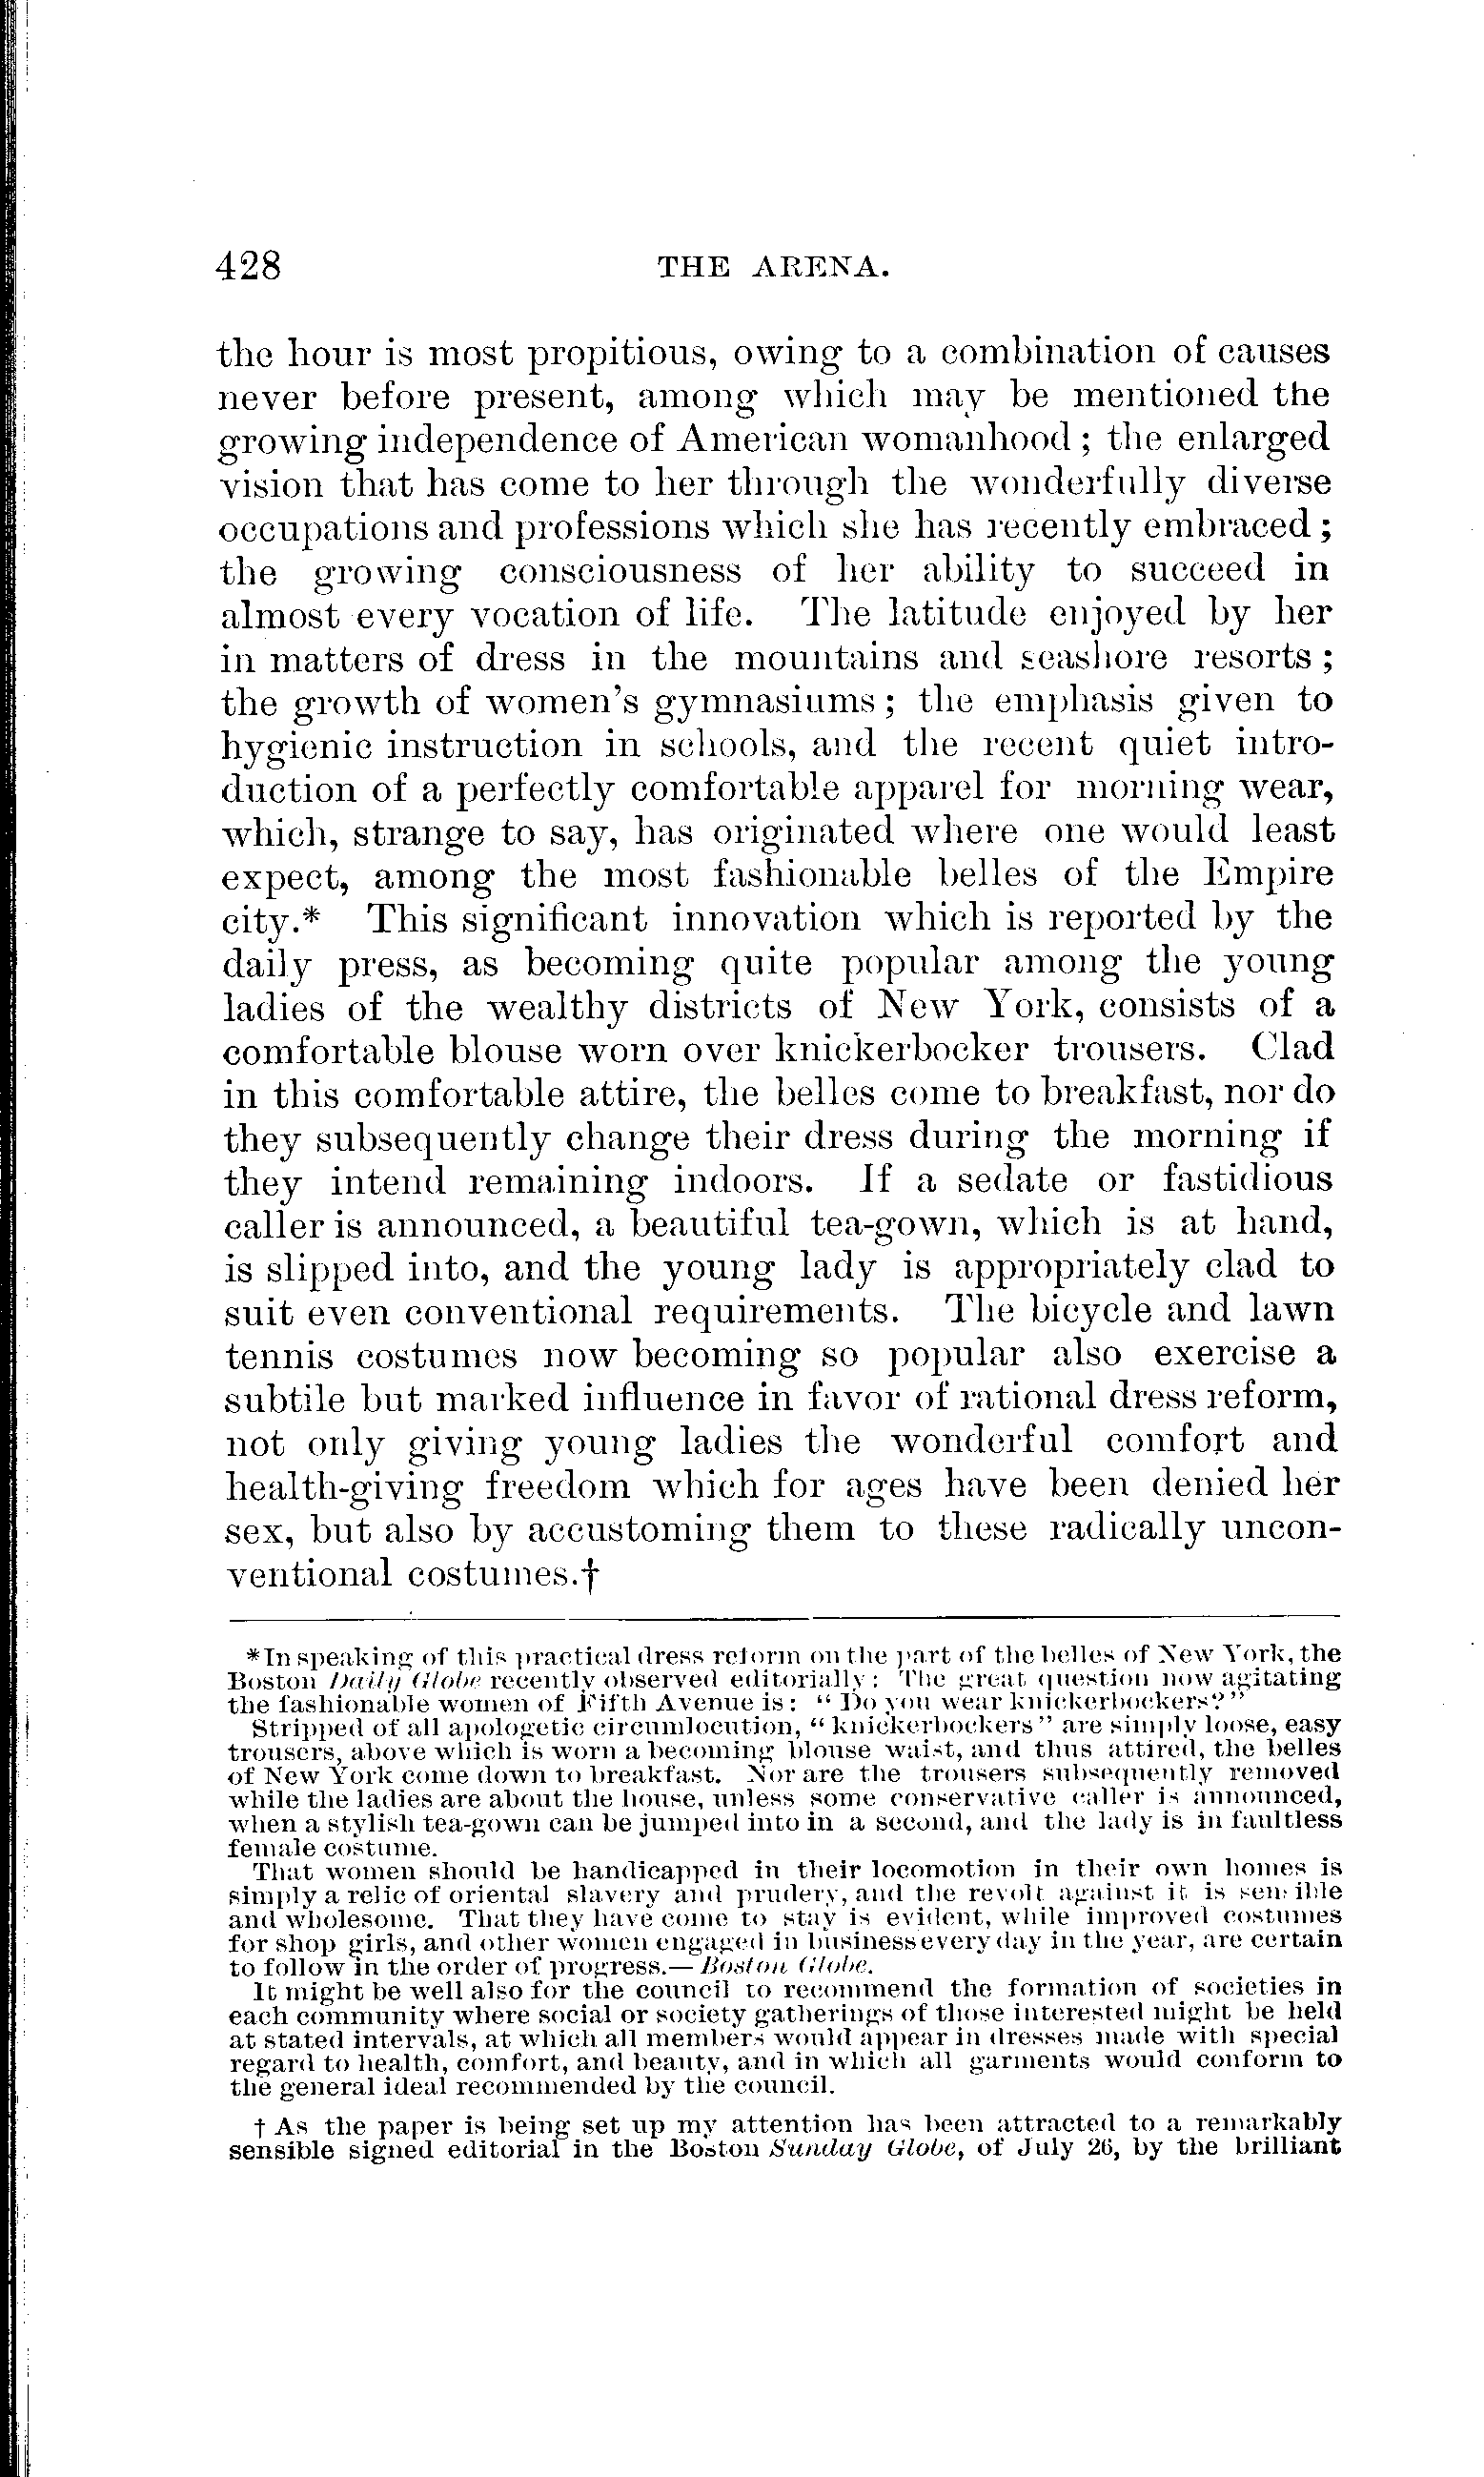 428 THE ARENA.
the hour is most propitious, owing to a combination of causes
never before present, among which may be mentioned the
growing independence of American womanhood; the enlarged
vision that has come to her through the wonderfully diverse
occupations and professions which she has recently embraced;
the growing consciousness of her ability to succeed in
almost every vocation of life. The latitude enjoyed by her
in matters of dress in the mountains and seashore resorts;
the growth of women's gymnasiums; the emphasis given to
hygienic instruction in schools, and the recent quiet intro-
duction of a perfectly comfortable apparel for morning wear,
which, strange to say, has originated where one would least
expect, among the most fashionable belles of the Empire
city.* This significant innovation which is reported by the
daily press, as becoming quite popular among the young
ladies of the wealthy districts of New York, consists of a
comfortable blouse worn over knickerbocker trousers. Clad
in this comfortable attire, the belles come to breakfast, nor do
they subsequently change their dress during the morning if
they intend remaining indoors. If a sedate or fastidious
caller is announced, a beautiful tea-gown, which is at hand,
is slipped into, and the young lady is appropriately clad to
suit even conventional requirements. The bicycle and lawn
tennis costumes now becoming so popular also exercise a
subtile but marked influence in favor of rational dress reform,
not only giving young ladies the wonderful comfort and
health-giving freedom which for ages have been denied her
sex, but also by accustoming them to these radically uncon-
ventional costumes.†
*In speaking of this practical dress reform on the part of the belles of New York, the
Boston Daily Globe recently observed editorially: The great question now agitating
the fashionable women of Fifth Avenue is: "Do you wear knickerbockers?"
Stripped of all apologetic circumlocution, "knickerbockers" are simply loose, easy
trousers, above which is worn a becoming blouse waist, and thus attired, the belles
of New York come down to breakfast. Nor are the trousers subsequently removed
while the ladies are about the house, unless some conservative caller is announced,
when a stylish tea-gown can be jumped into in a second, and the lady is in faultless
female costume.
That women should be handicapped in their locomotion in their own homes is
simply a relic of oriental slavery and prudery, and the revolt against it is sensible
and wholesome. That they have come to stay is evident, while improved costumes
for shop girls, and other women engaged in business every day in the year, are certain
to follow in the order of progress.—Boston Globe.
It might be well also for the council to recommend the formation of societies in
each community where social or society gatherings of those interested might be held
at stated intervals, at which all members would appear in dresses made with special
regard to health, comfort, and beauty, and in which all garments would conform to
the general ideal recommended by the council.
† As the paper is being set up my attention has been attracted to a remarkably
sensible signed editorial in the Boston Sunday Globe, of July 26, by the brilliant